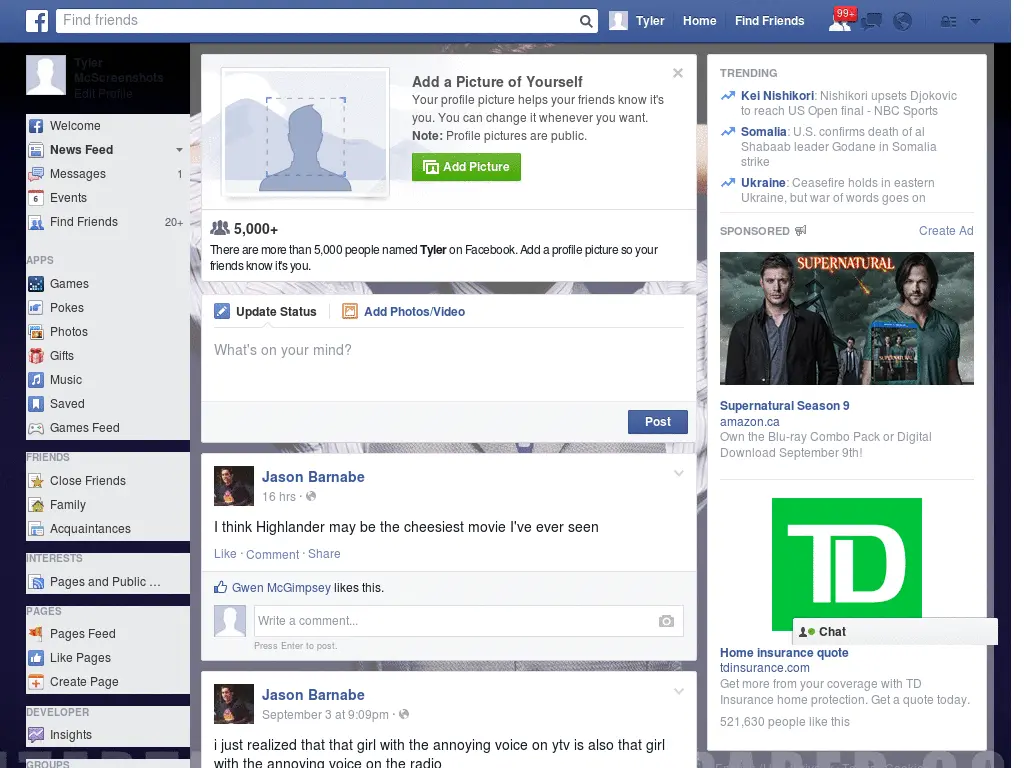 Find friends
Tyler
Home
Find Friends
99+
Tyler
McScreenshots
Edit Profile
Welcome
News Feed
Messages 1
6 Events
Find Friends 20+
APPS
Games
Pokes
Photos
Gifts
Music
Saved
Games Feed
FRIENDS
Close Friends
Family
Acquaintances
INTERESTS
Pages and Public ...
PAGES
Pages Feed
Like Pages
Create Page
DEVELOPER
Insights
GROUPS
Add a Picture of Yourself
Your profile picture helps your friends know it's
you. You can change it whenever you want.
Note: Profile pictures are public.
Add Picture
5,000+
There are more than 5,000 people named Tyler on Facebook. Add a profile picture so your
friends know it's you.
Update Status
Add Photos/Video
What's on your mind?
Post
Jason Barnabe
16 hrs ·
I think Highlander may be the cheesiest movie I've ever seen
Like · Comment · Share
Gwen McGimpsey likes this.
Write a comment...
Press Enter to post.
Jason Barnabe
September 3 at 9:09pm ·
i just realized that that girl with the annoying voice on ytv is also that girl
with the annoying voice on the radio
TRENDING
Kei Nishikori: Nishikori upsets Djokovic
to reach US Open final - NBC Sports
Somalia: U.S. confirms death of al
Shabaab leader Godane in Somalia
strike
Ukraine: Ceasefire holds in eastern
Ukraine, but war of words goes on
SPONSORED
Create Ad
SUPERNATURAL
Supernatural Season 9
amazon.ca
Own the Blu-ray Combo Pack or Digital
Download September 9th!
TD
Chat
Home insurance quote
tdinsurance.com
Get more from your coverage with TD
Insurance home protection. Get a quote today.
521,630 people like this